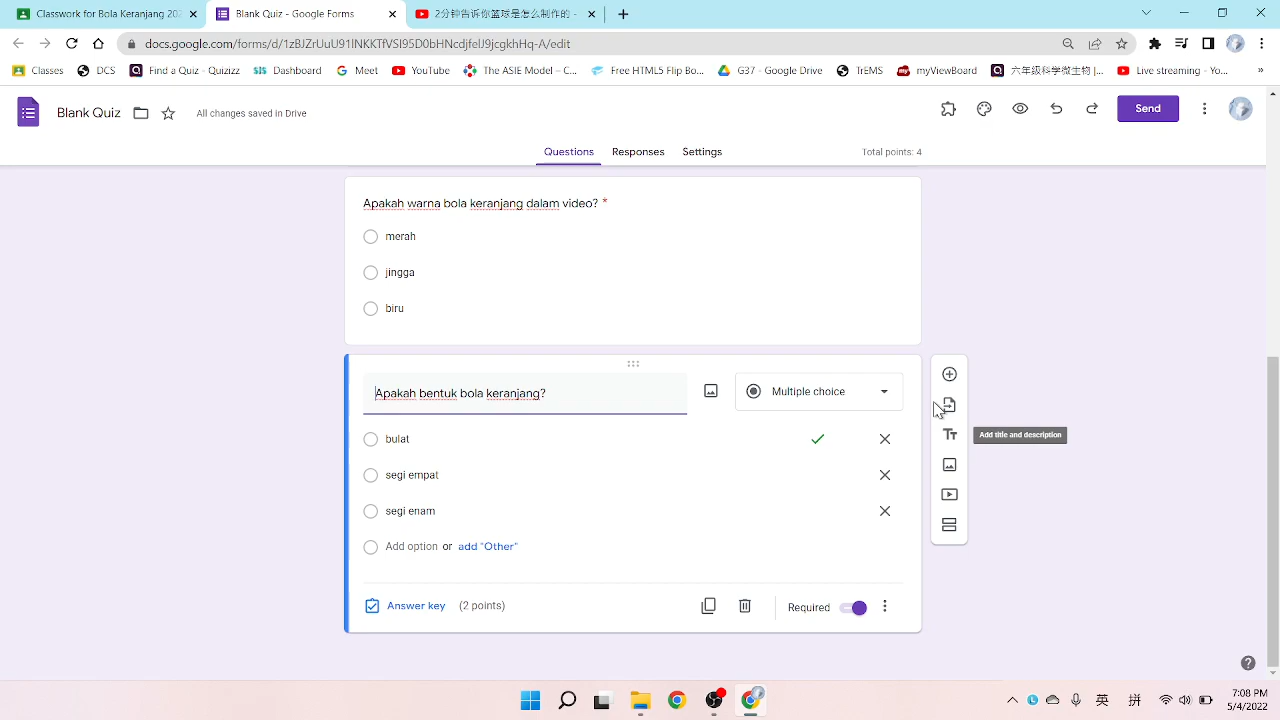 Classwork for Bola Keranjang 202
Blank Quiz - Google Forms
2分钟告诉你篮球是怎么制作的 -
docs.google.com/forms/d/1zBJZrUuU91INKKTfVSI95D0bHNNdjfeIJ9jcgkhHq-A/edit
Classes
DCS
Find a Quiz - Quizizz
Dashboard
Meet
YouTube
The ASIE Model – C...
Free HTML5 Flip B...
G37 - Google Drive
TrEMS
myViewBoard
六年级科学微生物 |...
Live streaming - Yo...
»
Blank Quiz
All changes saved in Drive
Send
Questions
Responses
Settings
Total points: 4
Apakah warna bola keranjang dalam video? *
merah
jingga
biru
Apakah bentuk bola keranjang?
Multiple choice
bulat
segi empat
segi enam
Add option or add "Other"
Tт
Add title and description
Answer key (2 points)
Required
英
拼
7:08 PM
5/4/2022